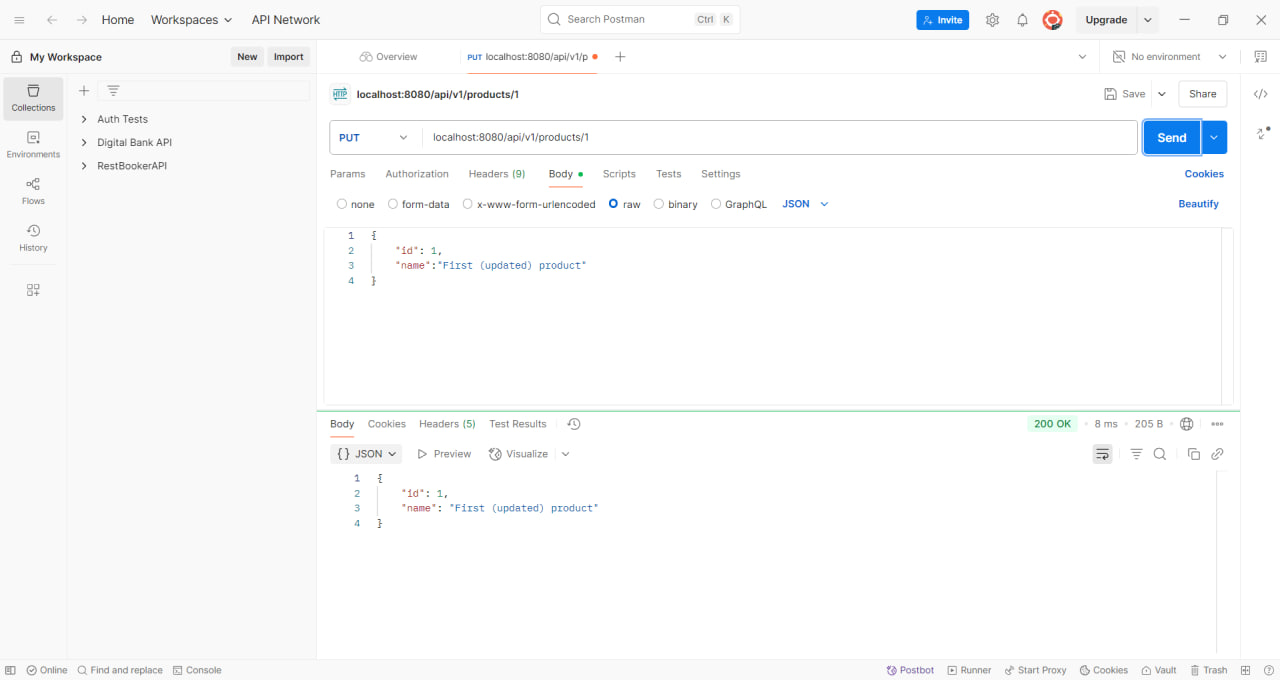 Home Workspaces API Network Search Postman Ctrl K Invite Upgrade
My Workspace New Import Overview PUT localhost:8080/api/v1/p No environment
Collections
Environments
Flows
History
Auth Tests
Digital Bank API
RestBookerAPI
HTTP localhost:8080/api/v1/products/1 Save Share
PUT localhost:8080/api/v1/products/1 Send
Params Authorization Headers (9) Body Scripts Tests Settings Cookies
none form-data x-www-form-urlencoded raw binary GraphQL JSON Beautify
1 {
2 "id": 1,
3 "name":"First (updated) product"
4 }
Body Cookies Headers (5) Test Results 200 OK 8 ms 205 B
{} JSON Preview Visualize
1 {
2 "id": 1,
3 "name": "First (updated) product"
4 }
Online Find and replace Console Postbot Runner Start Proxy Cookies Vault Trash